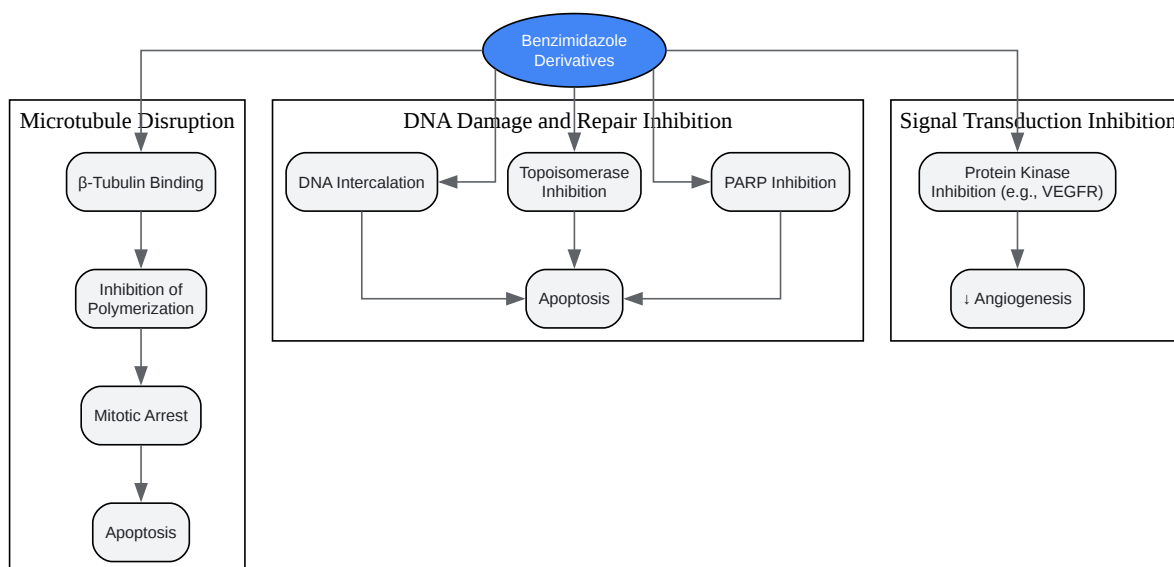 Benzimidazole
Derivatives
Microtubule Disruption
β-Tubulin Binding
Inhibition of
Polymerization
Mitotic Arrest
Apoptosis
DNA Damage and Repair Inhibition
DNA Intercalation
Topoisomerase
Inhibition
PARP Inhibition
Apoptosis
Signal Transduction Inhibition
Protein Kinase
Inhibition (e.g., VEGFR)
↓ Angiogenesis